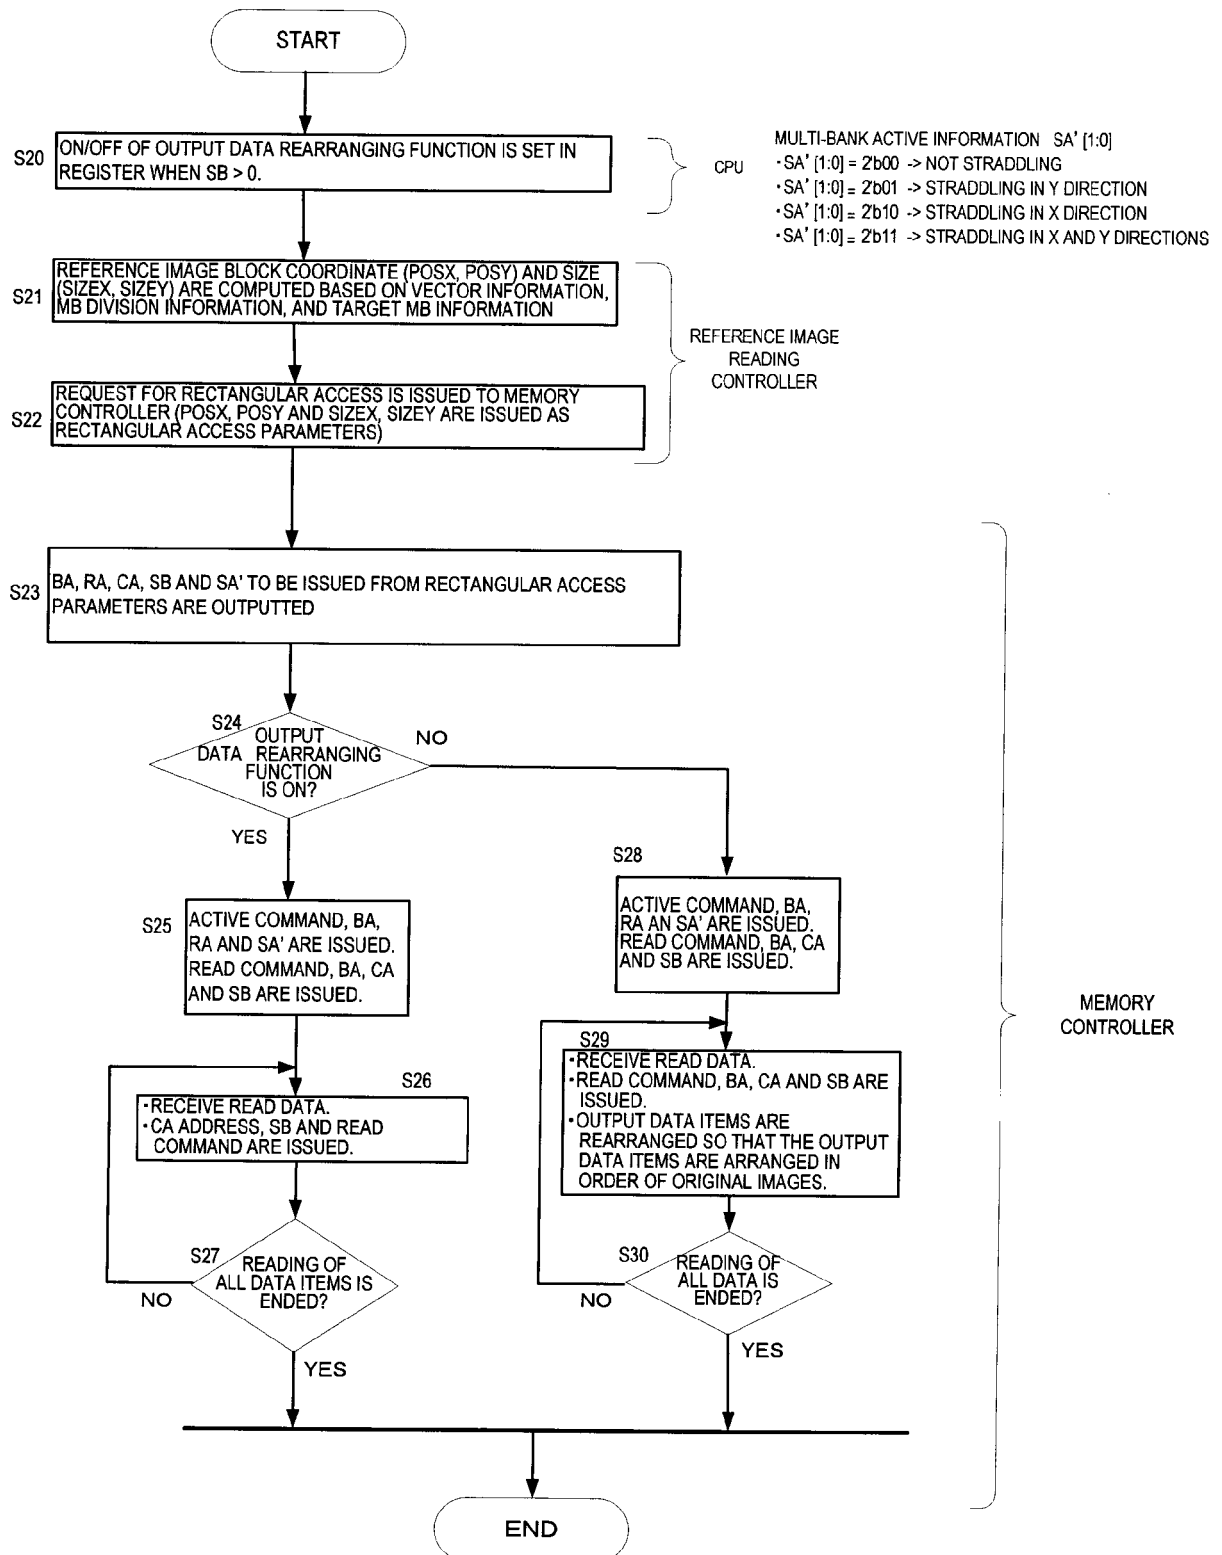 START
S20
ON/OFF OF OUTPUT DATA REARRANGING FUNCTION IS SET IN
REGISTER WHEN SB > 0.
CPU
MULTI-BANK ACTIVE INFORMATION SA' [1:0]
・SA' [1:0] = 2'b00 -> NOT STRADDLING
・SA' [1:0] = 2'b01 -> STRADDLING IN Y DIRECTION
・SA' [1:0] = 2'b10 -> STRADDLING IN X DIRECTION
・SA' [1:0] = 2'b11 -> STRADDLING IN X AND Y DIRECTIONS
S21
REFERENCE IMAGE BLOCK COORDINATE (POSX, POSY) AND SIZE
(SIZEX, SIZEY) ARE COMPUTED BASED ON VECTOR INFORMATION,
MB DIVISION INFORMATION, AND TARGET MB INFORMATION
REFERENCE IMAGE
READING
CONTROLLER
S22
REQUEST FOR RECTANGULAR ACCESS IS ISSUED TO MEMORY
CONTROLLER (POSX, POSY AND SIZEX, SIZEY ARE ISSUED AS
RECTANGULAR ACCESS PARAMETERS)
S23
BA, RA, CA, SB AND SA' TO BE ISSUED FROM RECTANGULAR ACCESS
PARAMETERS ARE OUTPUTTED
S24
OUTPUT
DATA REARRANGING
FUNCTION
IS ON?
NO
YES
S25
ACTIVE COMMAND, BA,
RA AND SA' ARE ISSUED.
READ COMMAND, BA, CA
AND SB ARE ISSUED.
S28
ACTIVE COMMAND, BA,
RA AN SA' ARE ISSUED.
READ COMMAND, BA, CA
AND SB ARE ISSUED.
MEMORY
CONTROLLER
S26
・RECEIVE READ DATA.
・CA ADDRESS, SB AND READ
COMMAND ARE ISSUED.
S29
・RECEIVE READ DATA.
・READ COMMAND, BA, CA AND SB ARE
ISSUED.
・OUTPUT DATA ITEMS ARE
REARRANGED SO THAT THE OUTPUT
DATA ITEMS ARE ARRANGED IN
ORDER OF ORIGINAL IMAGES.
S27
READING OF
ALL DATA ITEMS IS
ENDED?
NO
YES
S30
READING OF
ALL DATA IS
ENDED?
NO
YES
END